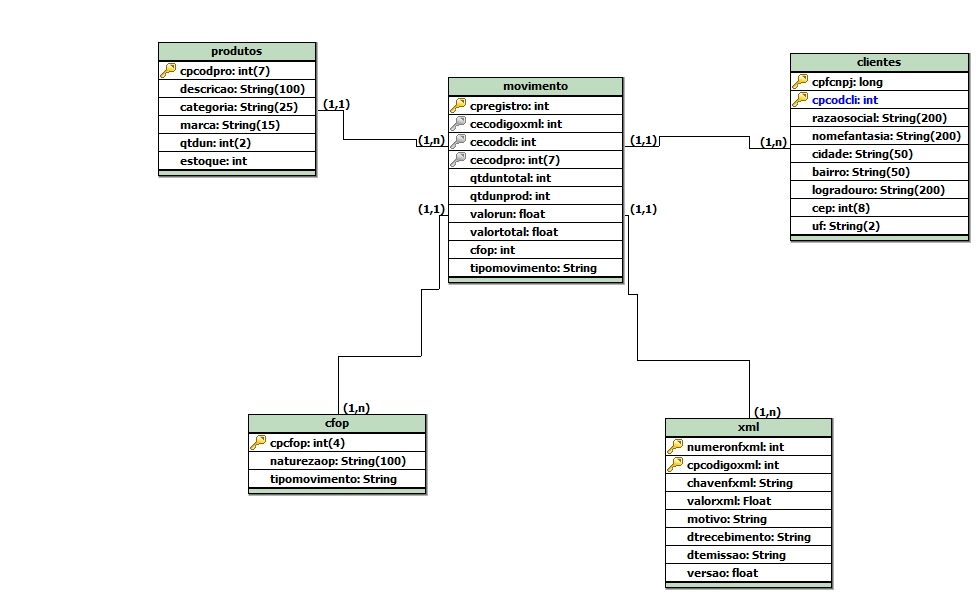 produtos
cpcodpro: int(7)
descricao: String(100)
categoria: String(25)
marca: String(15)
qtdun: int(2)
estoque: int
(1,1)
(1,n)
movimento
cpregistro: int
cecodigoxml: int
cecodcli: int
cecodpro: int(7)
qtduntotal: int
qtdunprod: int
valorun: float
valortotal: float
cfop: int
tipomovimento: String
(1,1)
(1,n)
clientes
cpfcnpj: long
cpcodcli: int
razaosocial: String(200)
nomefantasia: String(200)
cidade: String(50)
bairro: String(50)
logradouro: String(200)
cep: int(8)
uf: String(2)
(1,1)
(1,1)
(1,n)
cfop
cpcfop: int(4)
naturezaop: String(100)
tipomovimento: String
(1,n)
xml
numeronfxml: int
cpcodigoxml: int
chavenfxml: String
valorxml: Float
motivo: String
dtrecebimento: String
dtemissao: String
versao: float